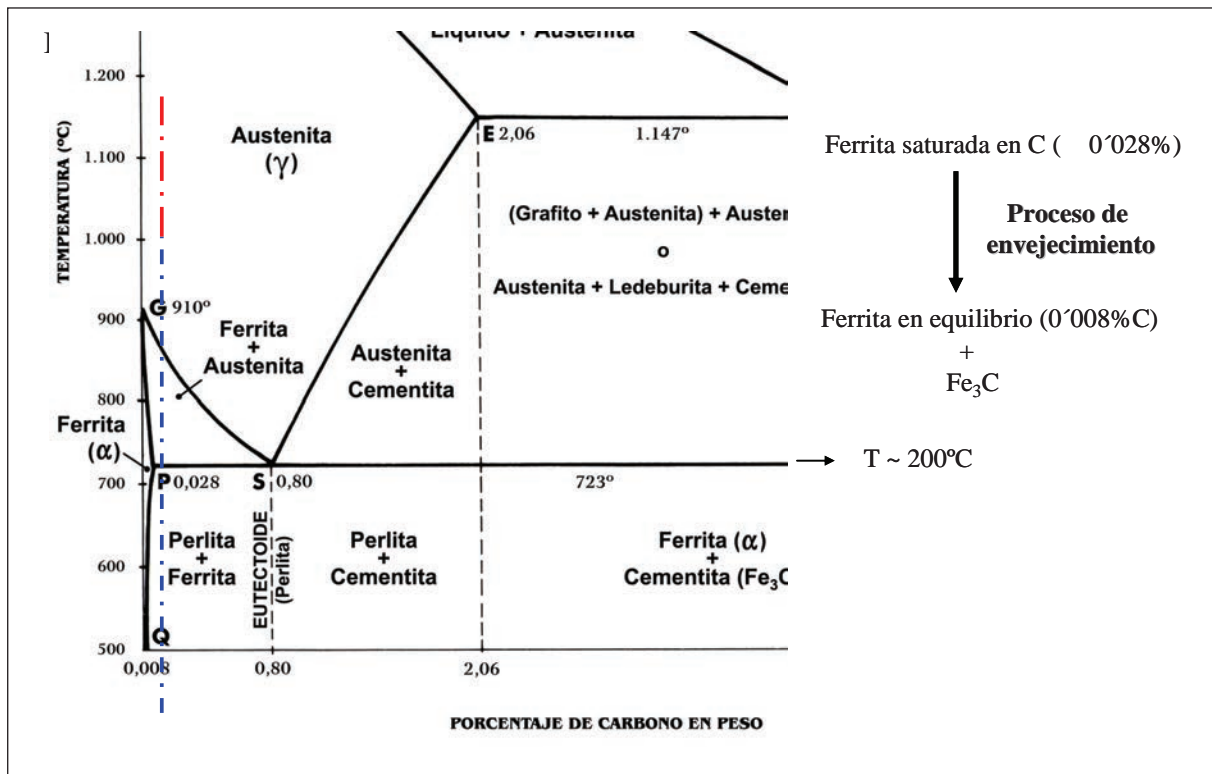 ]
Líquido + Austenita
1.200
1.100
1.000
900
800
700
600
500
TEMPERATURA (ºC)
Austenita
(γ)
E 2,06
1.147º
(Grafito + Austenita) + Austen
o
Austenita + Ledeburita + Ceme
G 910º
Ferrita
+
Austenita
Austenita
+
Cementita
Ferrita
(α)
P 0,028
S 0,80
723º
Perlita
+
Ferrita
EUTECTOIDE
(Perlita)
Perlita
+
Cementita
Ferrita (α)
+
Cementita (Fe₃C
Q
0,008
0,80
2,06
PORCENTAJE DE CARBONO EN PESO
Ferrita saturada en C ( 0´028%)
Proceso de
envejecimiento
Ferrita en equilibrio (0´008%C)
+
Fe₃C
T ~ 200ºC